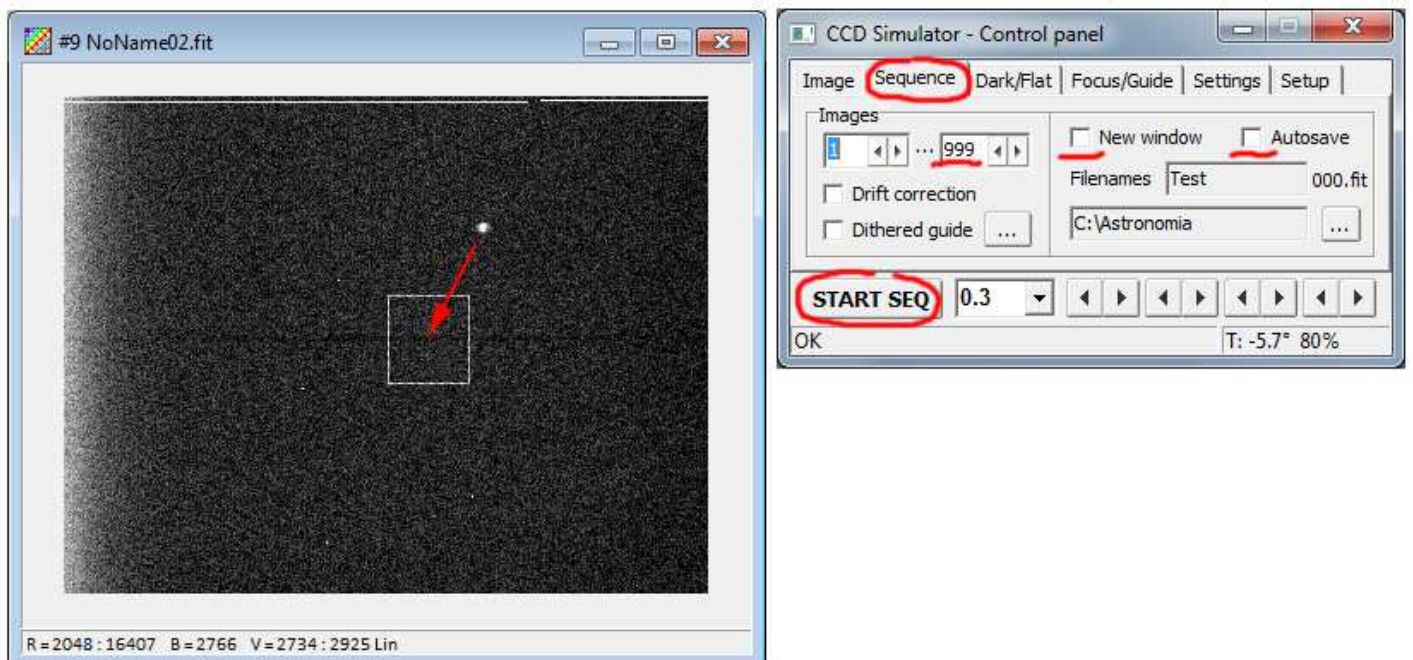 #9 NoName02.fit
R=2048:16407 B=2766 V=2734:2925 Lin
CCD Simulator - Control panel
Image Sequence Dark/Flat Focus/Guide Settings Setup
Images
1 ... 999
Drift correction
Dithered guide ...
New window Autosave
Filenames Test 000.fit
C:\Astronomia ...
START SEQ 0.3
OK T: -5.7° 80%